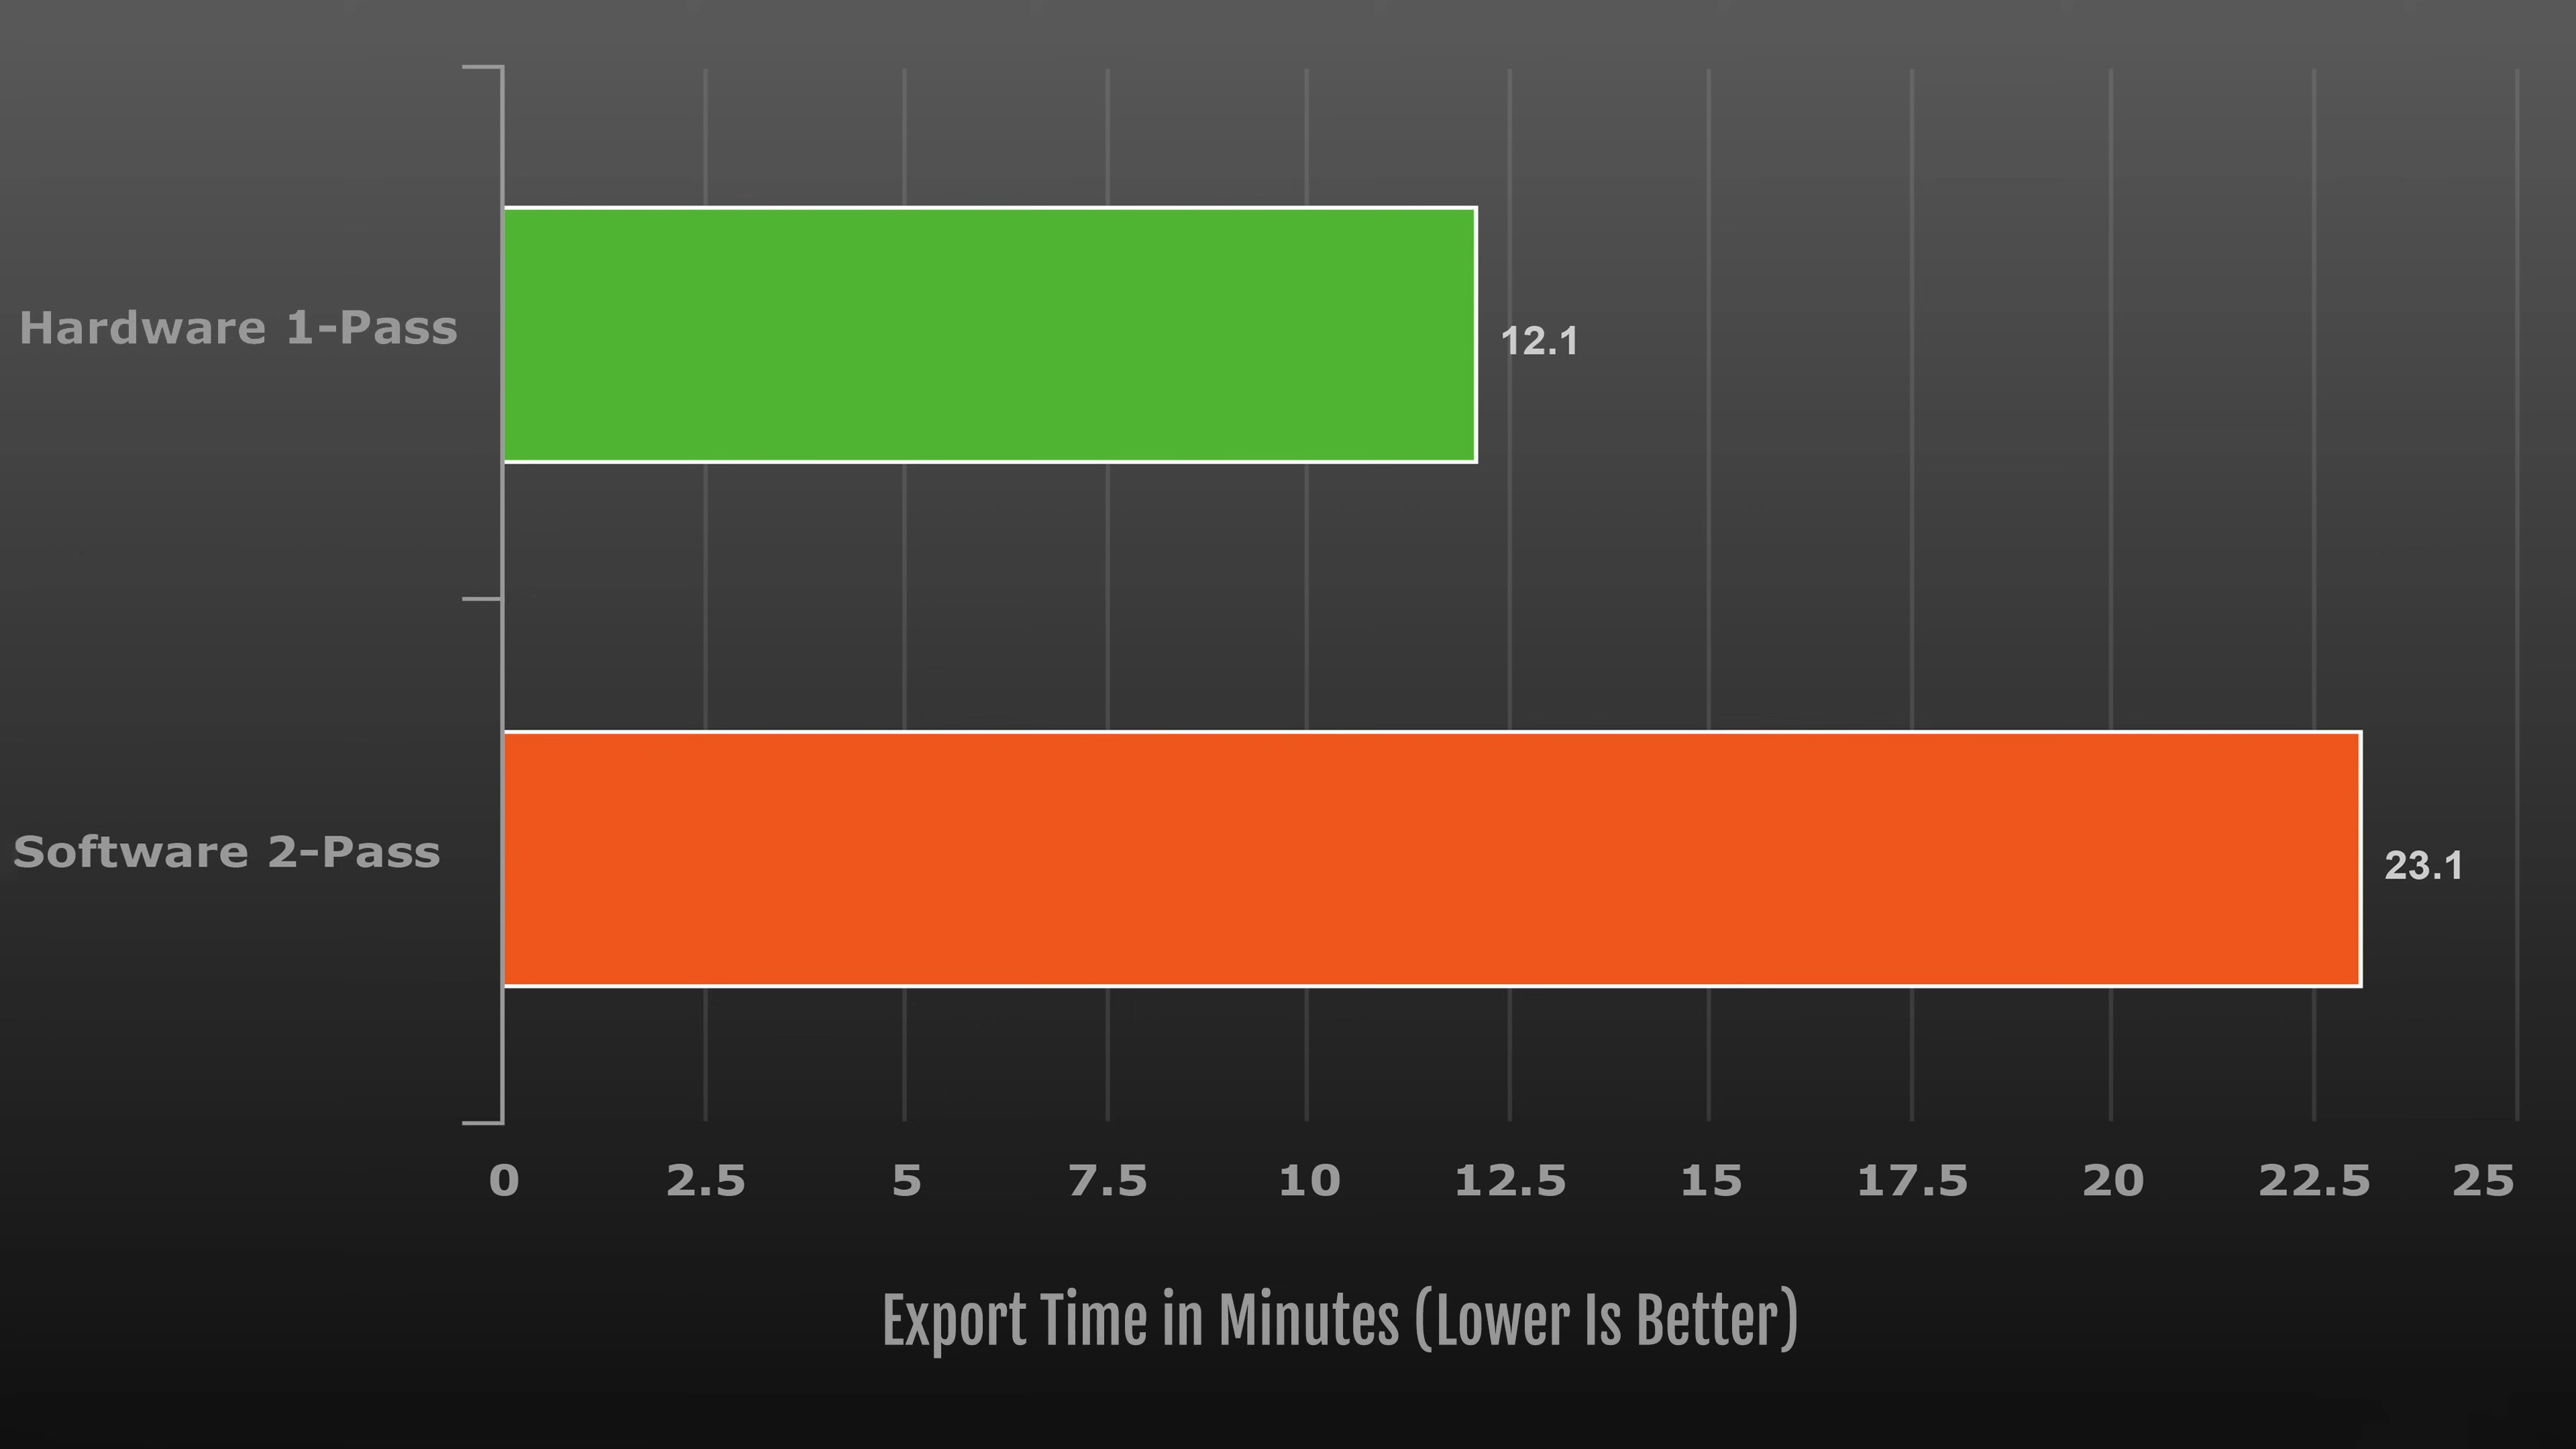 Hardware 1-Pass
12.1
Software 2-Pass
23.1
0 2.5 5 7.5 10 12.5 15 17.5 20 22.5 25
Export Time in Minutes (Lower Is Better)